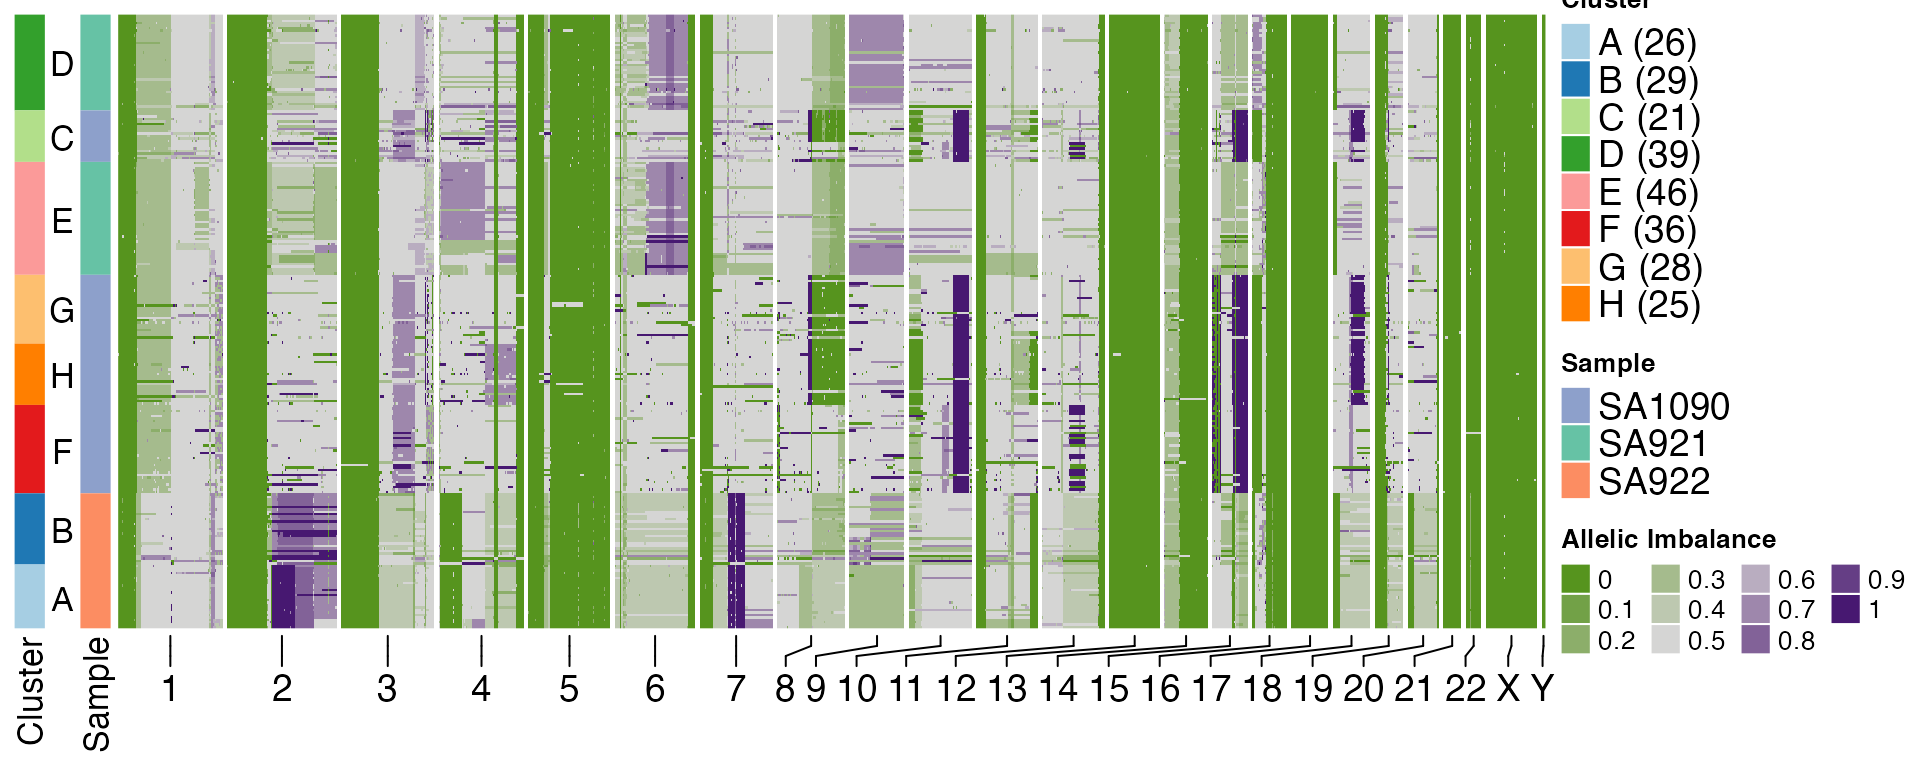 Cluster
A (26)
B (29)
C (21)
D (39)
E (46)
F (36)
G (28)
H (25)
Sample
SA1090
SA921
SA922
Allelic Imbalance
0 0.3 0.6 0.9
0.1 0.4 0.7 1
0.2 0.5 0.8
D
C
E
G
H
F
B
A
Cluster
Sample
1 2 3 4 5 6 7 8 9 10 11 12 13 14 15 16 17 18 19 20 21 22 X Y